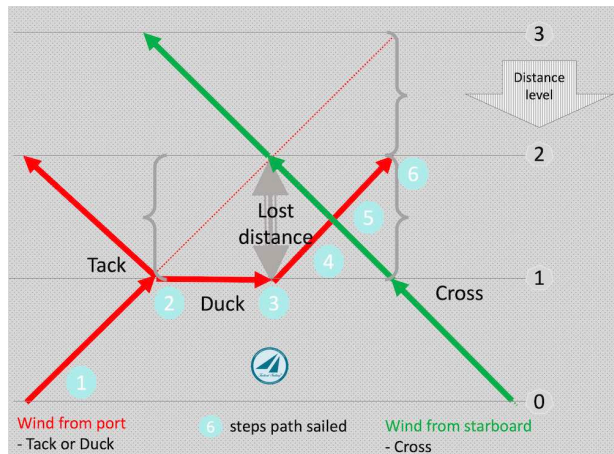 3
Distance
level
2
6
Lost
distance
5
Tack
4
1
2
Duck
3
Cross
1
6
steps path sailed
0
Wind from port
- Tack or Duck
Wind from starboard
- Cross